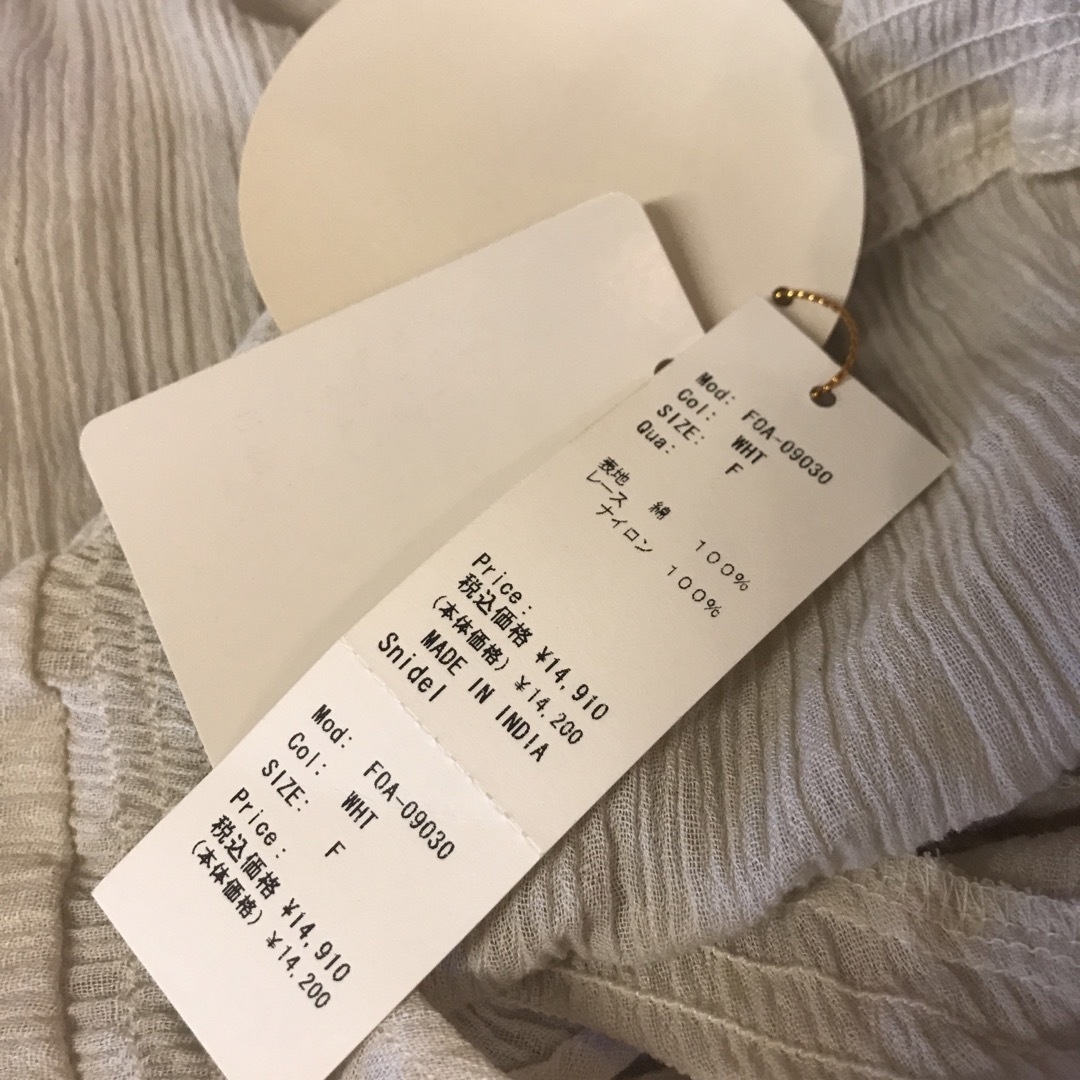 Mod: FOA-09030
Col: WHT
SIZE: F
Qua:
表地 綿 100%
レース
ナイロン 100%
Price:
税込価格 ¥14,910
(本体価格) ¥14,200
MADE IN INDIA
Snidel
Mod: FOA-09030
Col: WHT
SIZE: F
Price:
税込価格 ¥14,910
(本体価格) ¥14,200